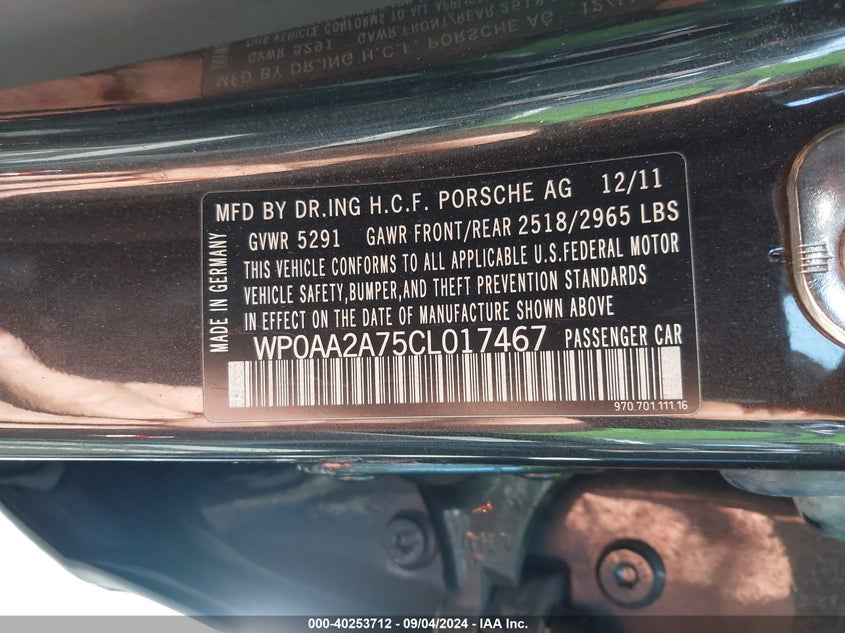 MFD BY DR.ING H.C.F. PORSCHE AG 12/11
GVWR 5291 GAWR FRONT/REAR 2518/2965 LBS
THIS VEHICLE CONFORMS TO ALL APPLICABLE U.S.FEDERAL MOTOR
VEHICLE SAFETY,BUMPER,AND THEFT PREVENTION STANDARDS
IN EFFECT ON THE DATE OF MANUFACTURE SHOWN ABOVE
WP0AA2A75CL017467 PASSENGER CAR
MADE IN GERMANY
970.701.111.16
000-40253712 - 09/04/2024 - IAA Inc.